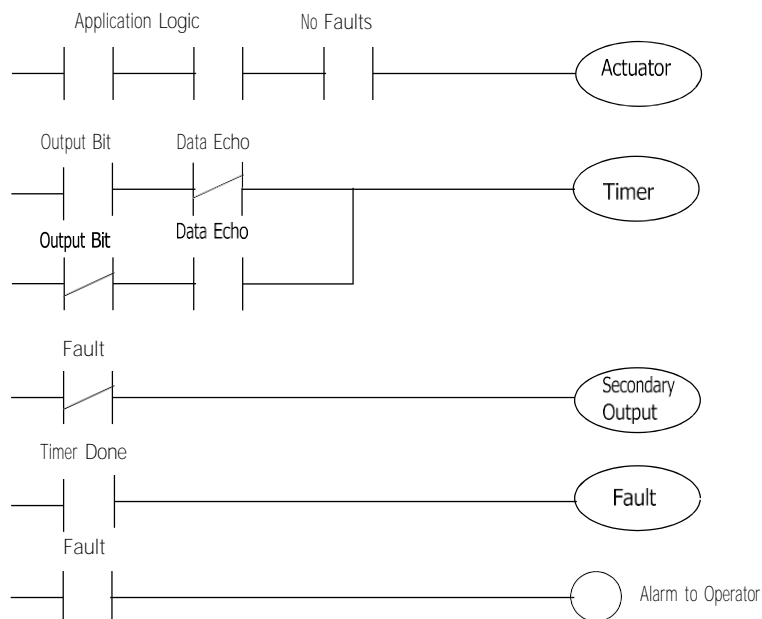 Application Logic
No Faults
Actuator
Output Bit
Data Echo
Timer
Output Bit
Data Echo
Fault
Secondary
Output
Timer Done
Fault
Fault
Alarm to Operator